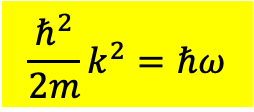 ħ²/2m k² = ħω